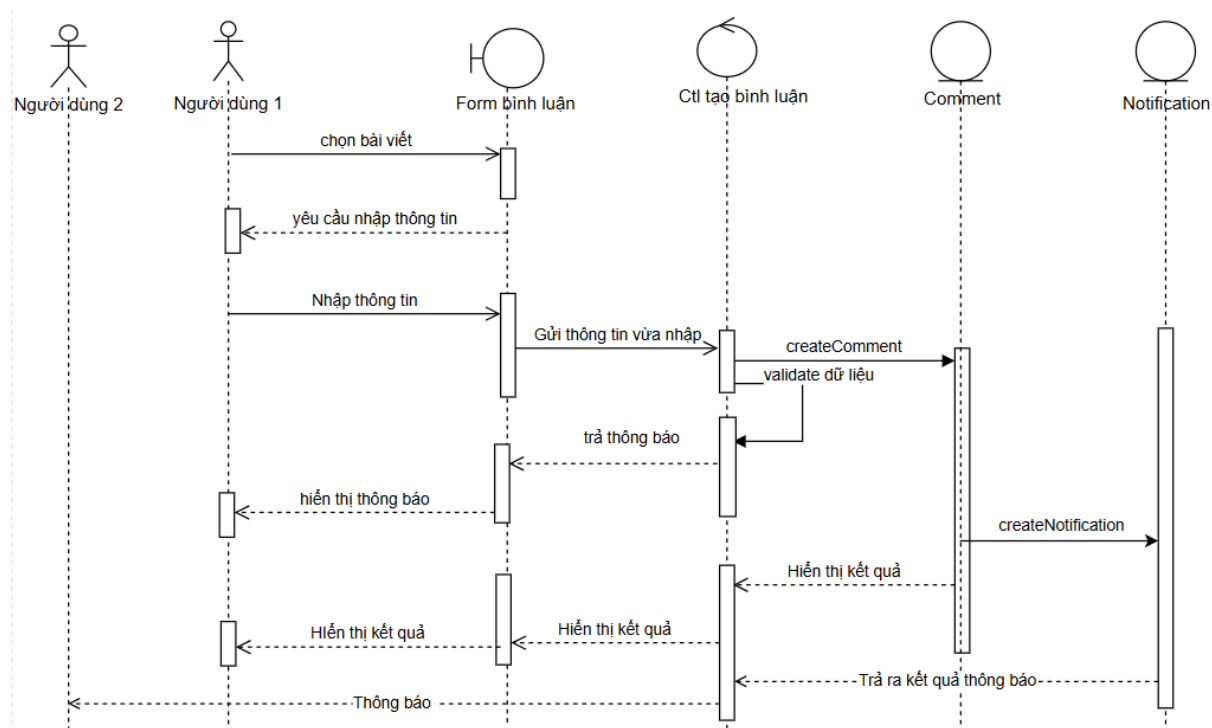 Người dùng 2
Người dùng 1
Form bình luận
Ctl tạo bình luận
Comment
Notification
chọn bài viết
yêu cầu nhập thông tin
Nhập thông tin
Gửi thông tin vừa nhập
createComment
validate dữ liệu
trả thông báo
hiển thị thông báo
createNotification
Hiển thị kết quả
Hiển thị kết quả
HIển thị kết quả
Trả ra kết quả thông báo
Thông báo